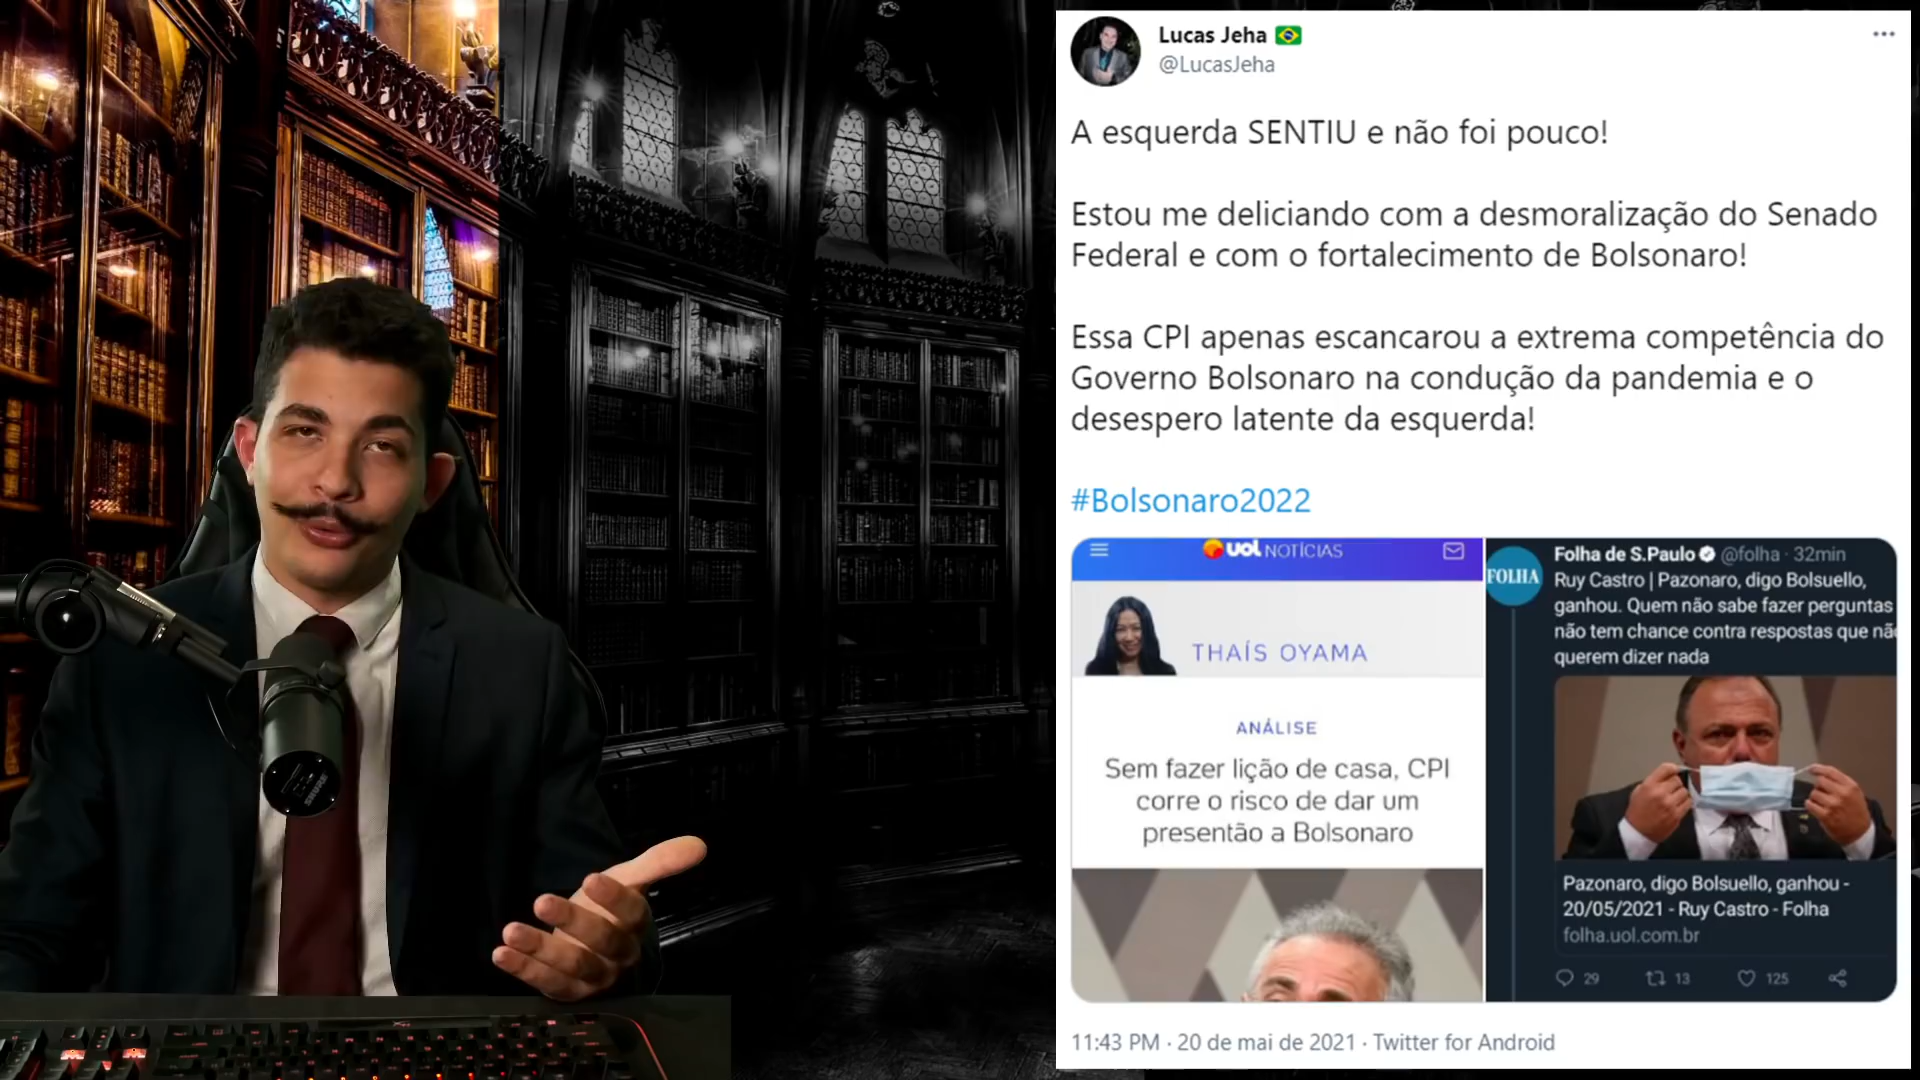 Lucas Jeha
@LucasJeha
A esquerda SENTIU e não foi pouco!
Estou me deliciando com a desmoralização do Senado
Federal e com o fortalecimento de Bolsonaro!
Essa CPI apenas escancarou a extrema competência do
Governo Bolsonaro na condução da pandemia e o
desespero latente da esquerda!
#Bolsonaro2022
uol NOTÍCIAS
THAÍS OYAMA
ANÁLISE
Sem fazer lição de casa, CPI
corre o risco de dar um
presentão a Bolsonaro
FOLHA
Folha de S.Paulo @folha · 32min
Ruy Castro | Pazonaro, digo Bolsuello,
ganhou. Quem não sabe fazer perguntas
não tem chance contra respostas que não
querem dizer nada
Pazonaro, digo Bolsuello, ganhou -
20/05/2021 - Ruy Castro - Folha
folha.uol.com.br
29 13 125
11:43 PM · 20 de mai de 2021 · Twitter for Android
SHURE